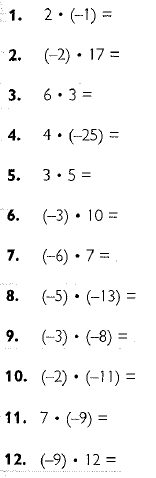 1. 2 • (–1) =
2. (–2) • 17 =
3. 6 • 3 =
4. 4 • (–25) =
5. 3 • 5 =
6. (–3) • 10 =
7. (–6) • 7 =
8. (–5) • (–13) =
9. (–3) • (–8) =
10. (–2) • (–11) =
11. 7 • (–9) =
12. (–9) • 12 =